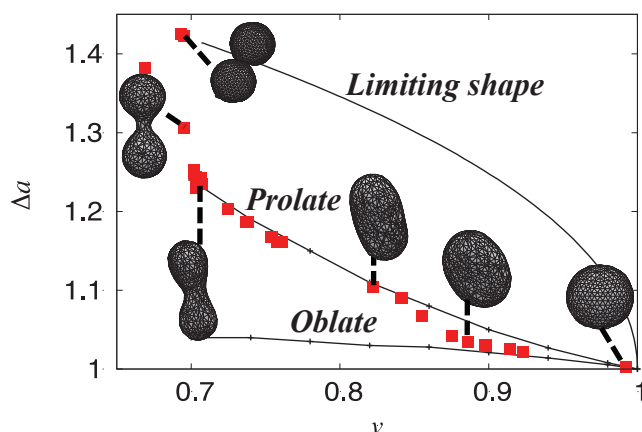 1.4
Limiting shape
1.3
Δa
Prolate
1.2
1.1
Oblate
1
0.7
0.8
0.9
1
v